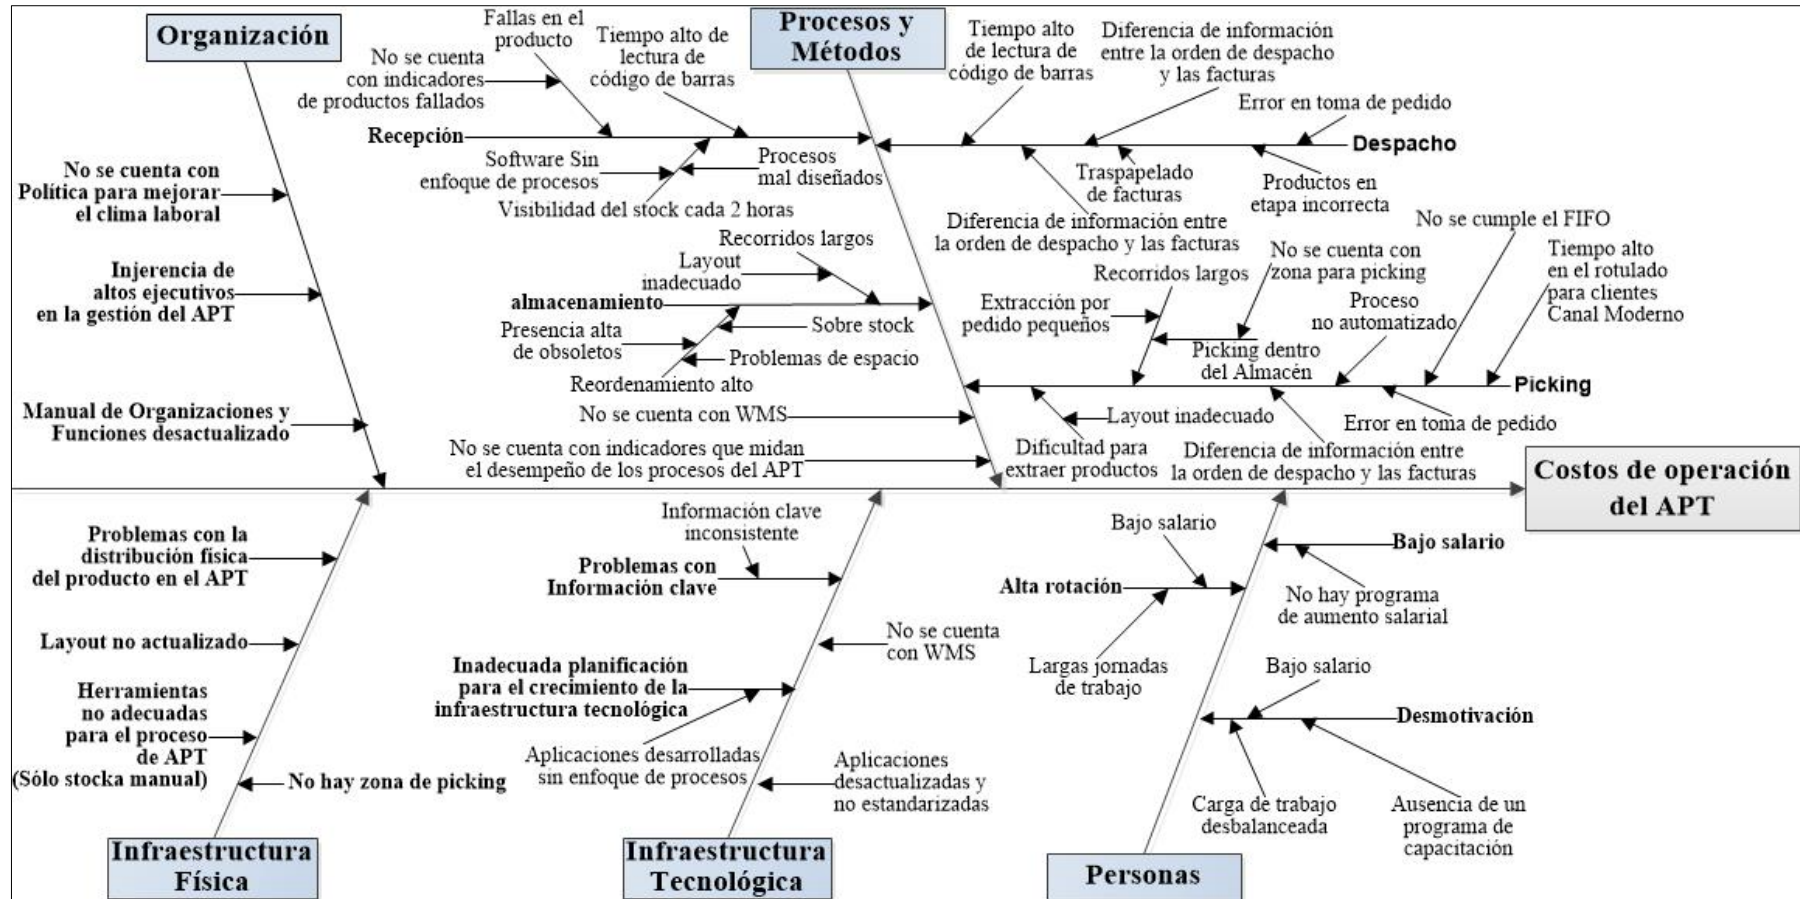 Organización
No se cuenta con
Política para mejorar
el clima laboral
Injerencia de
altos ejecutivos
en la gestión del APT
Manual de Organizaciones y
Funciones desactualizado
Procesos y
Métodos
Fallas en el
producto
No se cuenta
con indicadores
de productos fallados
Tiempo alto de
lectura de
código de barras
Recepción
Software Sin
enfoque de procesos
Procesos
mal diseñados
Visibilidad del stock cada 2 horas
Tiempo alto
de lectura de
código de barras
Diferencia de información
entre la orden de despacho
y las facturas
Error en toma de pedido
Despacho
Traspapelado
de facturas
Productos en
etapa incorrecta
Diferencia de información entre
la orden de despacho y las facturas
Recorridos largos
Layout
inadecuado
almacenamiento
Presencia alta
de obsoletos
Sobre stock
Problemas de espacio
Reordenamiento alto
No se cuenta con WMS
No se cuenta con indicadores que midan
el desempeño de los procesos del APT
Recorridos largos
No se cuenta con
zona para picking
No se cumple el FIFO
Tiempo alto
en el rotulado
para clientes
Canal Moderno
Extracción por
pedido pequeños
Proceso
no automatizado
Picking dentro
del Almacén
Picking
Layout inadecuado
Error en toma de pedido
Dificultad para
extraer productos
Diferencia de información entre
la orden de despacho y las facturas
Costos de operación
del APT
Problemas con la
distribución física
del producto en el APT
Layout no actualizado
Herramientas
no adecuadas
para el proceso
de APT
(Sólo stocka manual)
No hay zona de picking
Infraestructura
Física
Información clave
inconsistente
Problemas con
Información clave
No se cuenta
con WMS
Inadecuada planificación
para el crecimiento de la
infraestructura tecnológica
Aplicaciones desarrolladas
sin enfoque de procesos
Aplicaciones
desactualizadas y
no estandarizadas
Infraestructura
Tecnológica
Bajo salario
Alta rotación
Largas jornadas
de trabajo
Bajo salario
No hay programa
de aumento salarial
Bajo salario
Desmotivación
Carga de trabajo
desbalanceada
Ausencia de un
programa de
capacitación
Personas